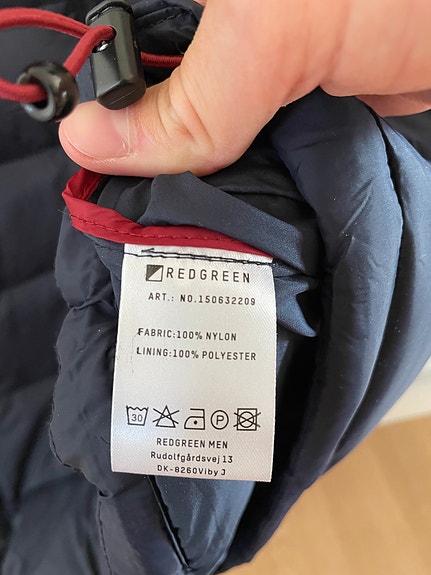 REDGREEN
ART.: NO.150632209
FABRIC:100% NYLON
LINING:100% POLYESTER
30 P
REDGREEN MEN
Rudolfgårdsvej 13
DK-8260Viby J